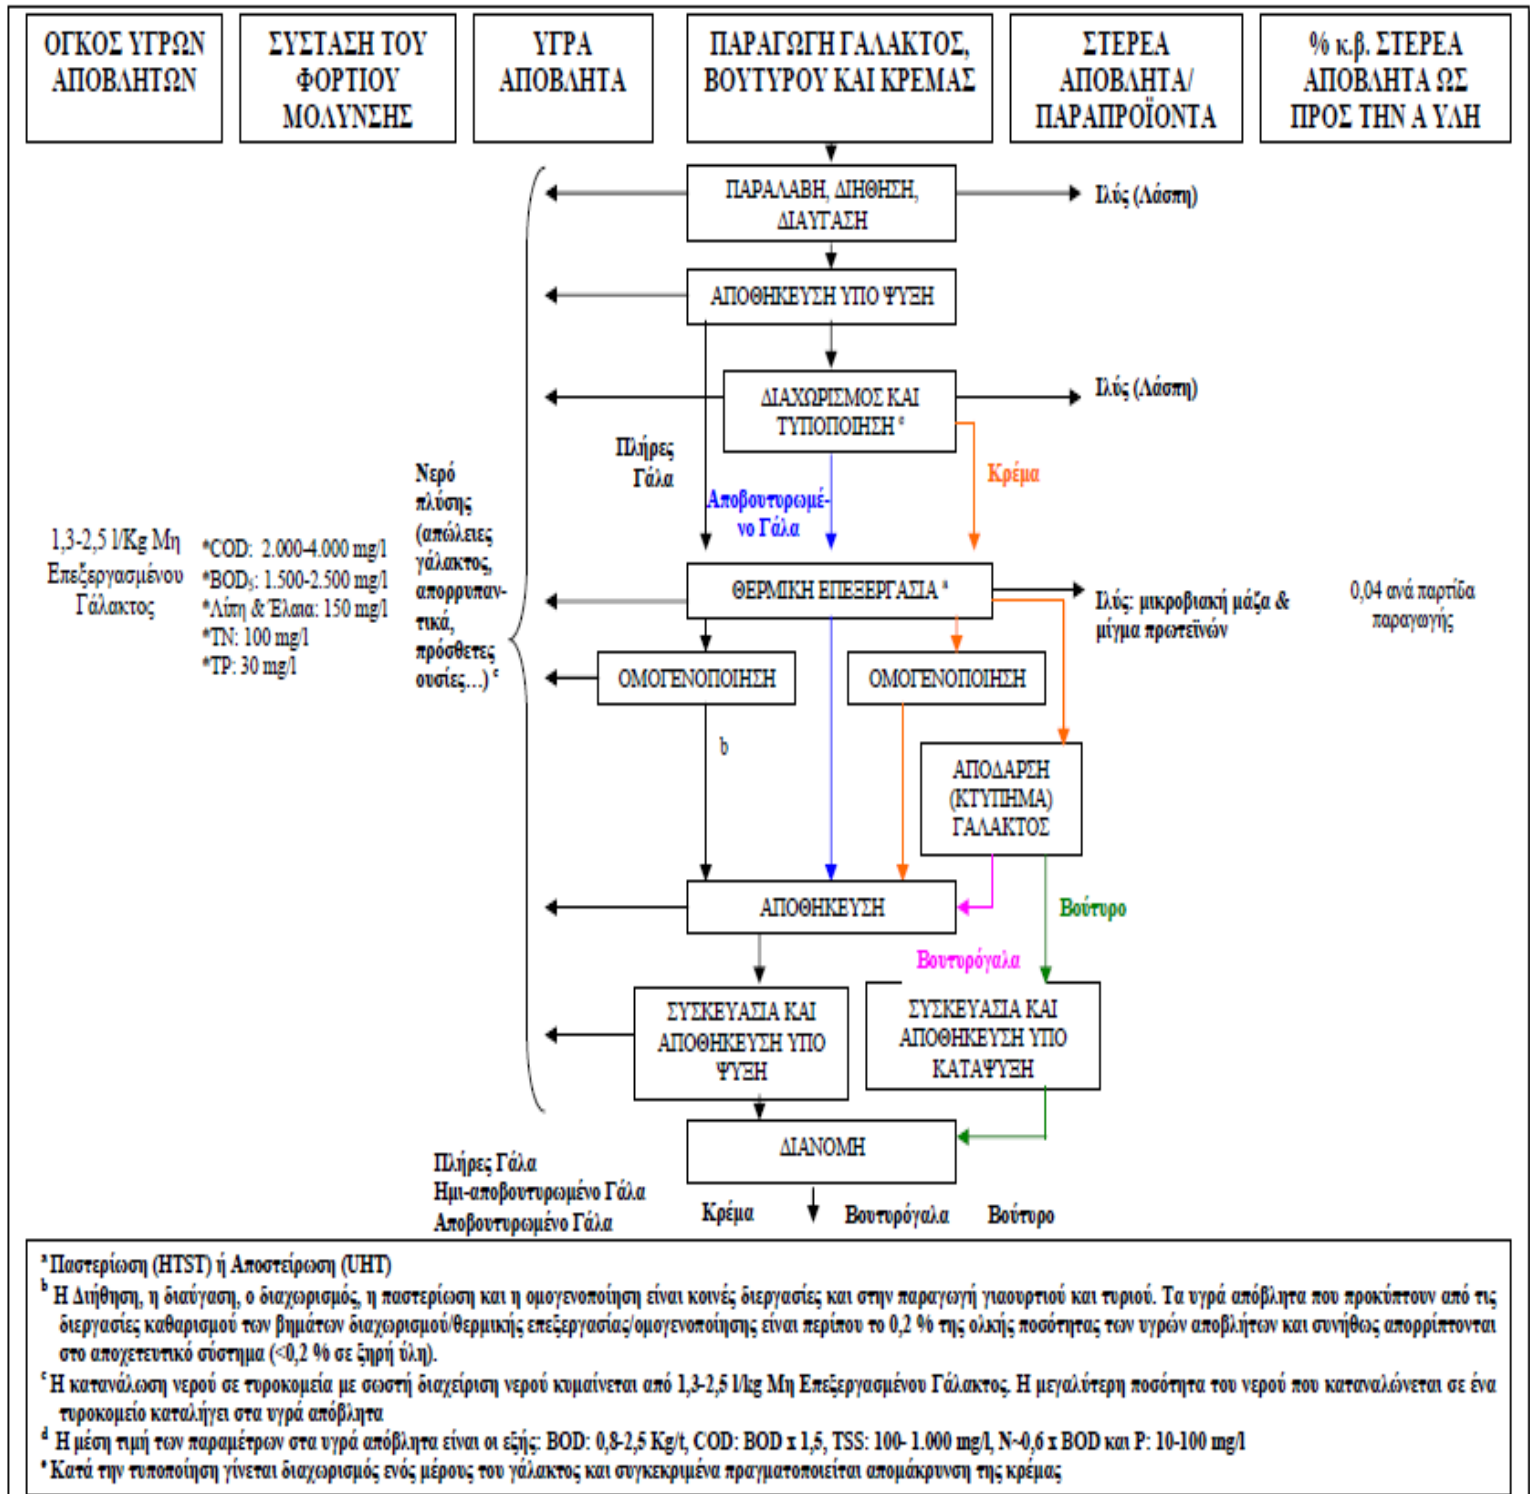 ΟΓΚΟΣ ΥΓΡΩΝ
ΑΠΟΒΛΗΤΩΝ
ΣΥΣΤΑΣΗ ΤΟΥ
ΦΟΡΤΙΟΥ
ΜΟΛΥΝΣΗΣ
ΥΓΡΑ
ΑΠΟΒΛΗΤΑ
ΠΑΡΑΓΩΓΗ ΓΑΛΑΚΤΟΣ,
ΒΟΥΤΥΡΟΥ ΚΑΙ ΚΡΕΜΑΣ
ΣΤΕΡΕΑ
ΑΠΟΒΛΗΤΑ/
ΠΑΡΑΠΡΟΪΟΝΤΑ
% κ.β. ΣΤΕΡΕΑ
ΑΠΟΒΛΗΤΑ ΩΣ
ΠΡΟΣ ΤΗΝ Α ΥΛΗ
ΠΑΡΑΛΑΒΗ, ΔΙΗΘΗΣΗ,
ΔΙΑΥΓΑΣΗ
Ιλύς (Λάσπη)
ΑΠΟΘΗΚΕΥΣΗ ΥΠΟ ΨΥΞΗ
ΔΙΑΧΩΡΙΣΜΟΣ ΚΑΙ
ΤΥΠΟΠΟΙΗΣΗ e
Ιλύς (Λάσπη)
Πλήρες
Γάλα
Αποβουτυρωμέ-
νο Γάλα
Κρέμα
1,3-2,5 l/Kg Μη
Επεξεργασμένου
Γάλακτος
*COD: 2.000-4.000 mg/l
*BOD5: 1.500-2.500 mg/l
*Λίπη & Έλαια: 150 mg/l
*TN: 100 mg/l
*TP: 30 mg/l
Νερό
πλύσης
(απώλειες
γάλακτος,
απορρυπαν-
τικά,
πρόσθετες
ουσίες…) c
ΘΕΡΜΙΚΗ ΕΠΕΞΕΡΓΑΣΙΑ a
Ιλύς: μικροβιακή μάζα &
μίγμα πρωτεϊνών
0,04 ανά παρτίδα
παραγωγής
ΟΜΟΓΕΝΟΠΟΙΗΣΗ
ΟΜΟΓΕΝΟΠΟΙΗΣΗ
b
ΑΠΟΔΑΡΣΗ
(ΚΤΥΠΗΜΑ)
ΓΑΛΑΚΤΟΣ
ΑΠΟΘΗΚΕΥΣΗ
Βούτυρο
Βουτυρόγαλα
ΣΥΣΚΕΥΑΣΙΑ ΚΑΙ
ΑΠΟΘΗΚΕΥΣΗ ΥΠΟ
ΨΥΞΗ
ΣΥΣΚΕΥΑΣΙΑ ΚΑΙ
ΑΠΟΘΗΚΕΥΣΗ ΥΠΟ
ΚΑΤΑΨΥΞΗ
ΔΙΑΝΟΜΗ
Πλήρες Γάλα
Ημι-αποβουτυρωμένο Γάλα
Αποβουτυρωμένο Γάλα
Κρέμα
Βουτυρόγαλα
Βούτυρο
a Παστερίωση (HTST) ή Αποστείρωση (UHT)
b Η Διήθηση, η διαύγαση, ο διαχωρισμός, η παστερίωση και η ομογενοποίηση είναι κοινές διεργασίες και στην παραγωγή γιαουρτιού και τυριού. Τα υγρά απόβλητα που προκύπτουν από τις
διεργασίες καθαρισμού των βημάτων διαχωρισμού/θερμικής επεξεργασίας/ομογενοποίησης είναι περίπου το 0,2 % της ολκής ποσότητας των υγρών αποβλήτων και συνήθως απορρίπτονται
στο αποχετευτικό σύστημα (<0,2 % σε ξηρή ύλη).
c Η κατανάλωση νερού σε τυροκομεία με σωστή διαχείριση νερού κυμαίνεται από 1,3-2,5 l/kg Μη Επεξεργασμένου Γάλακτος. Η μεγαλύτερη ποσότητα του νερού που καταναλώνεται σε ένα
τυροκομείο καταλήγει στα υγρά απόβλητα
d Η μέση τιμή των παραμέτρων στα υγρά απόβλητα είναι οι εξής: BOD: 0,8-2,5 Kg/t, COD: BOD x 1,5, TSS: 100- 1.000 mg/l, N~0,6 x BOD και P: 10-100 mg/l
e Κατά την τυποποίηση γίνεται διαχωρισμός ενός μέρους του γάλακτος και συγκεκριμένα πραγματοποιείται απομάκρυνση της κρέμας